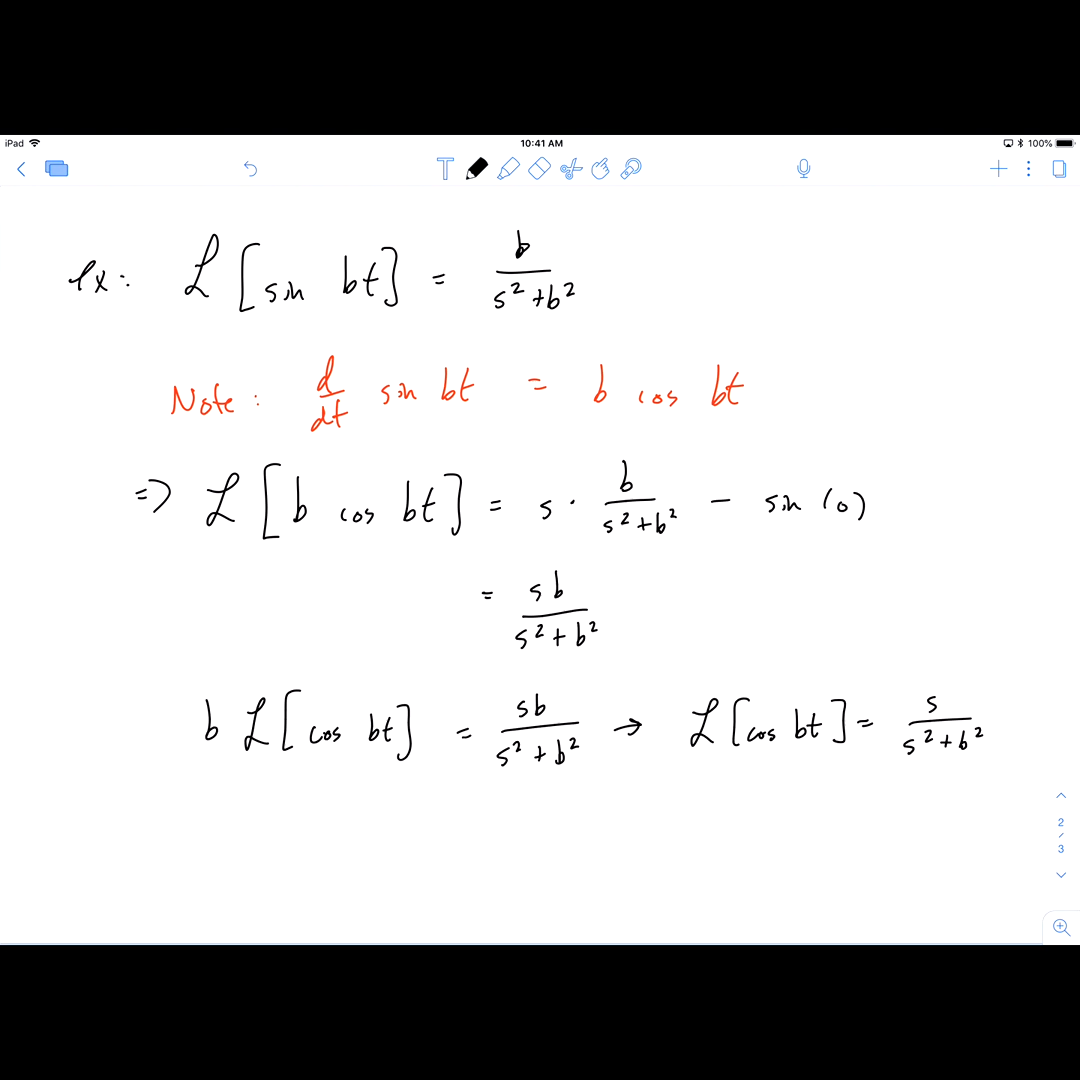 iPad 10:41 AM 100%
T
ex: ℒ[sin bt] = b/(s²+b²)
Note: d/dt sin bt = b cos bt
=> ℒ[b cos bt] = s · b/(s²+b²) − sin(0)
= sb/(s²+b²)
b ℒ[cos bt] = sb/(s²+b²) → ℒ[cos bt] = s/(s²+b²)
2
/
3